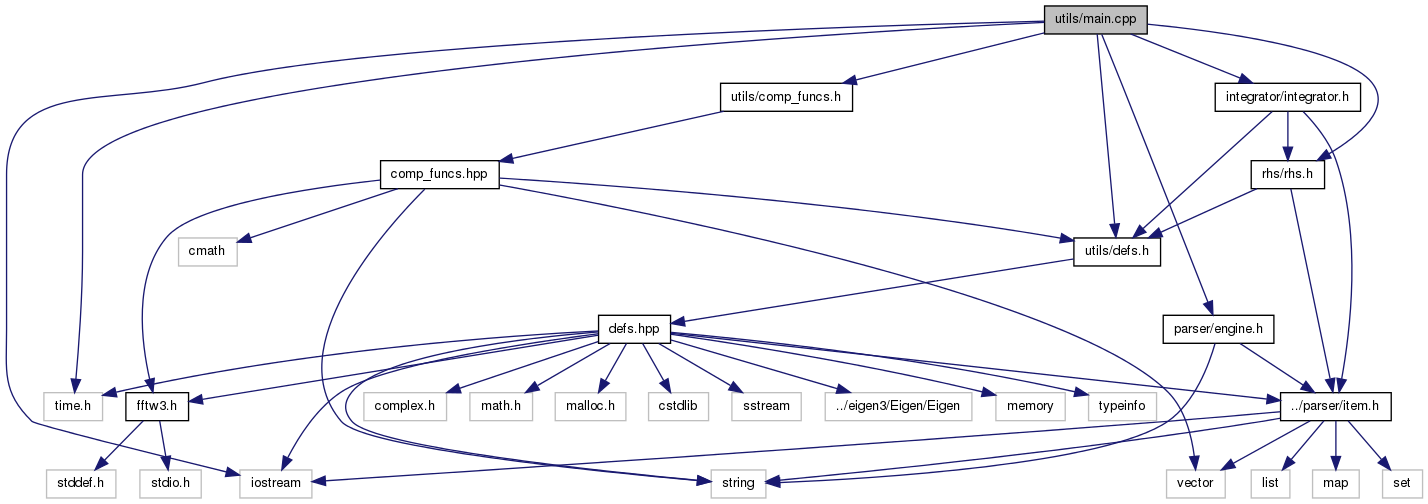 utils/main.cpp
utils/comp_funcs.h
integrator/integrator.h
comp_funcs.hpp
rhs/rhs.h
cmath
utils/defs.h
defs.hpp
parser/engine.h
time.h
fftw3.h
complex.h
math.h
malloc.h
cstdlib
sstream
../eigen3/Eigen/Eigen
memory
typeinfo
../parser/item.h
stddef.h
stdio.h
iostream
string
vector
list
map
set